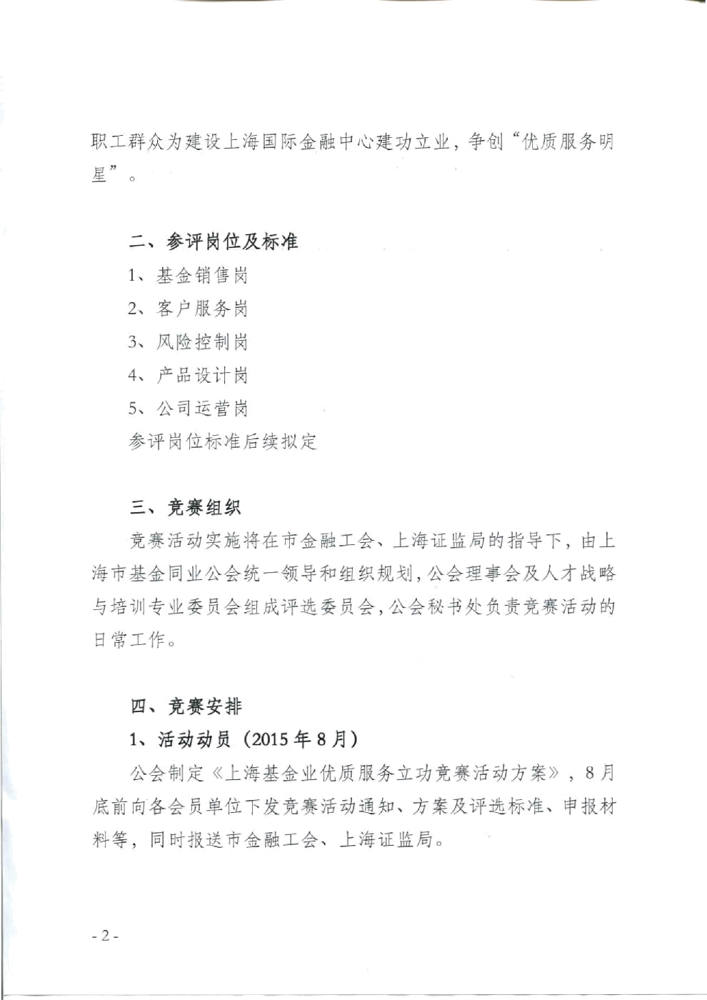 职工群众为建设上海国际金融中心建功立业，争创“优质服务明
星”。
二、参评岗位及标准
1、基金销售岗
2、客户服务岗
3、风险控制岗
4、产品设计岗
5、公司运营岗
参评岗位标准后续拟定
三、竞赛组织
竞赛活动实施将在市金融工会、上海证监局的指导下，由上
海市基金同业公会统一领导和组织规划，公会理事会及人才战略
与培训专业委员会组成评选委员会，公会秘书处负责竞赛活动的
日常工作。
四、竞赛安排
1、活动动员（2015 年 8 月）
公会制定《上海基金业优质服务立功竞赛活动方案》，8 月
底前向各会员单位下发竞赛活动通知、方案及评选标准、申报材
料等，同时报送市金融工会、上海证监局。
- 2 -